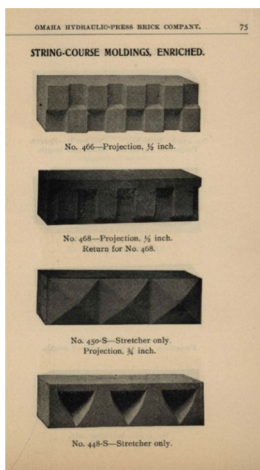 OMAHA HYDRAULIC-PRESS BRICK COMPANY. 75
STRING-COURSE MOLDINGS, ENRICHED.
No. 466—Projection, ½ inch.
No. 468—Projection, ½ inch.
Return for No. 468.
No. 450-S—Stretcher only.
Projection, ¾ inch.
No. 448-S—Stretcher only.